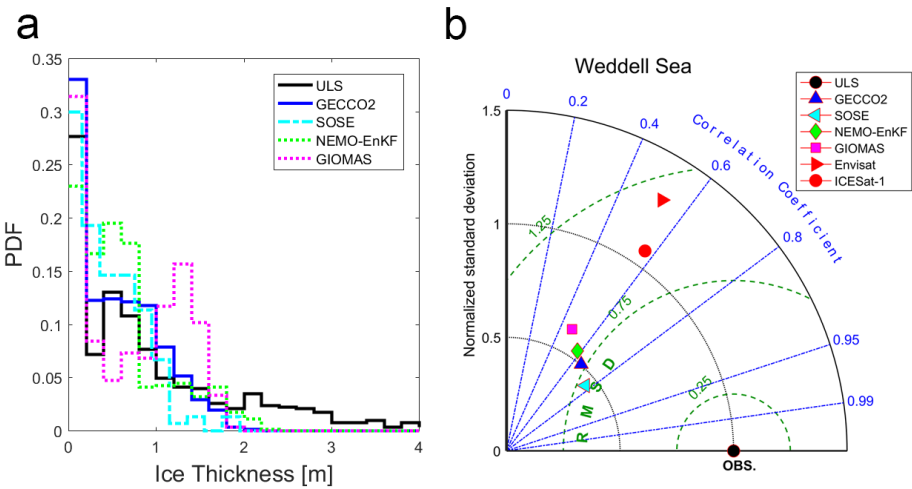 a
0.35
0.3
0.25
0.2
0.15
0.1
0.05
0
PDF
0 1 2 3 4
Ice Thickness [m]
ULS
GECCO2
SOSE
NEMO-EnKF
GIOMAS
b
Weddell Sea
0 0.2 0.4 0.6 0.8 0.95 0.99
Correlation Coefficient
1.5
1
0.5
0
Normalized standard deviation
1.25
0.75
0.25
RMSD
OBS.
ULS
GECCO2
SOSE
NEMO-EnKF
GIOMAS
Envisat
ICESat-1